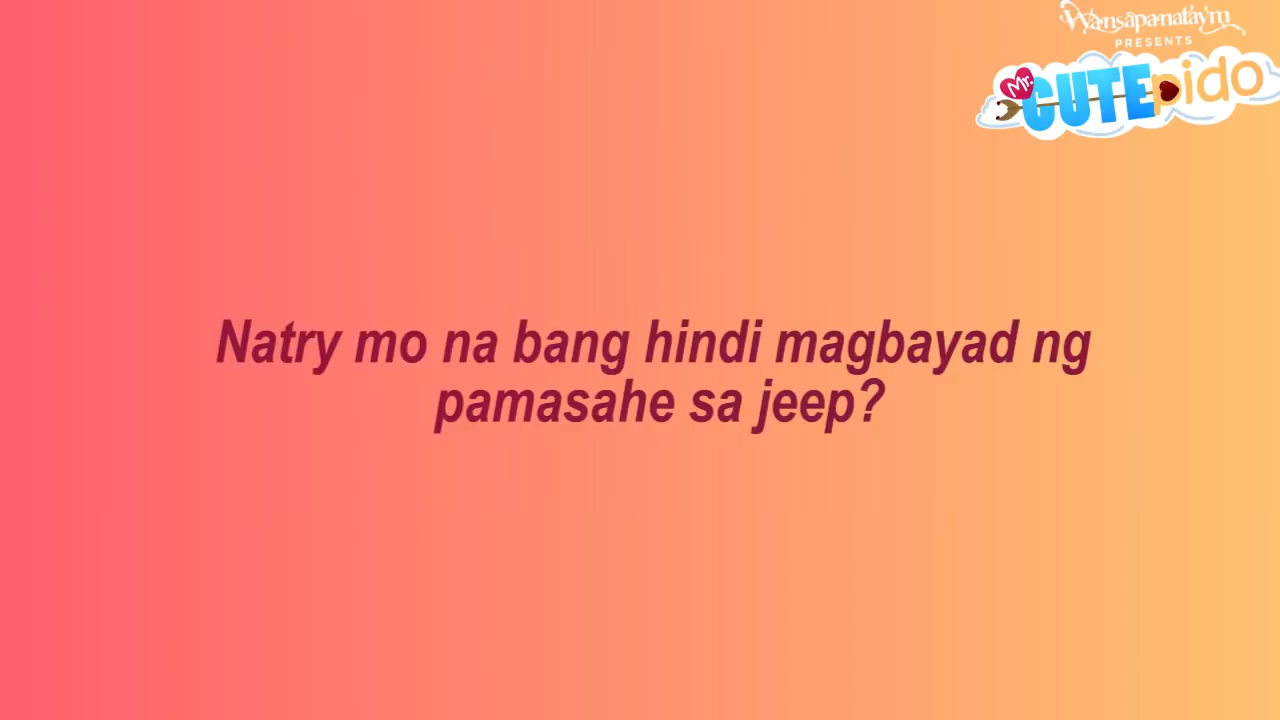 Wansapanataym
PRESENTS
Mr.
CUTEpido
Natry mo na bang hindi magbayad ng
pamasahe sa jeep?